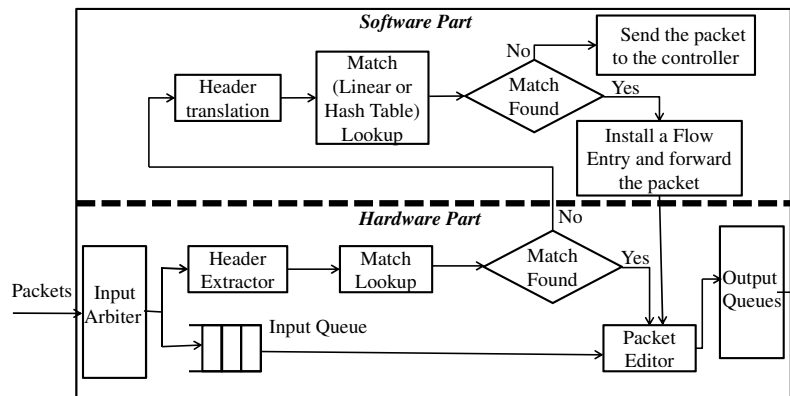 Software Part
Header
translation
Match
(Linear or
Hash Table)
Lookup
Match
Found
No
Send the packet
to the controller
Yes
Install a Flow
Entry and forward
the packet
Hardware Part
No
Packets
Input
Arbiter
Header
Extractor
Match
Lookup
Match
Found
Yes
Input Queue
Packet
Editor
Output
Queues